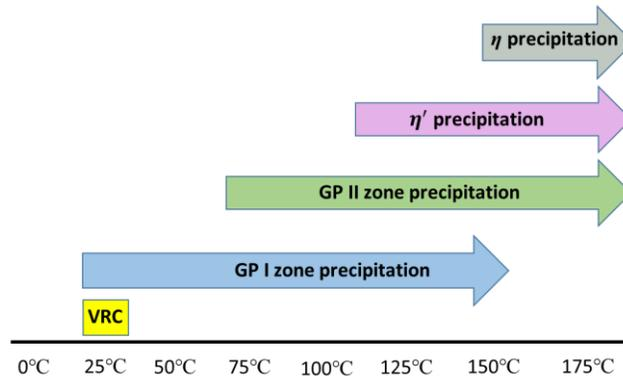 η precipitation
η′ precipitation
GP II zone precipitation
GP I zone precipitation
VRC
0℃ 25℃ 50℃ 75℃ 100℃ 125℃ 150℃ 175℃